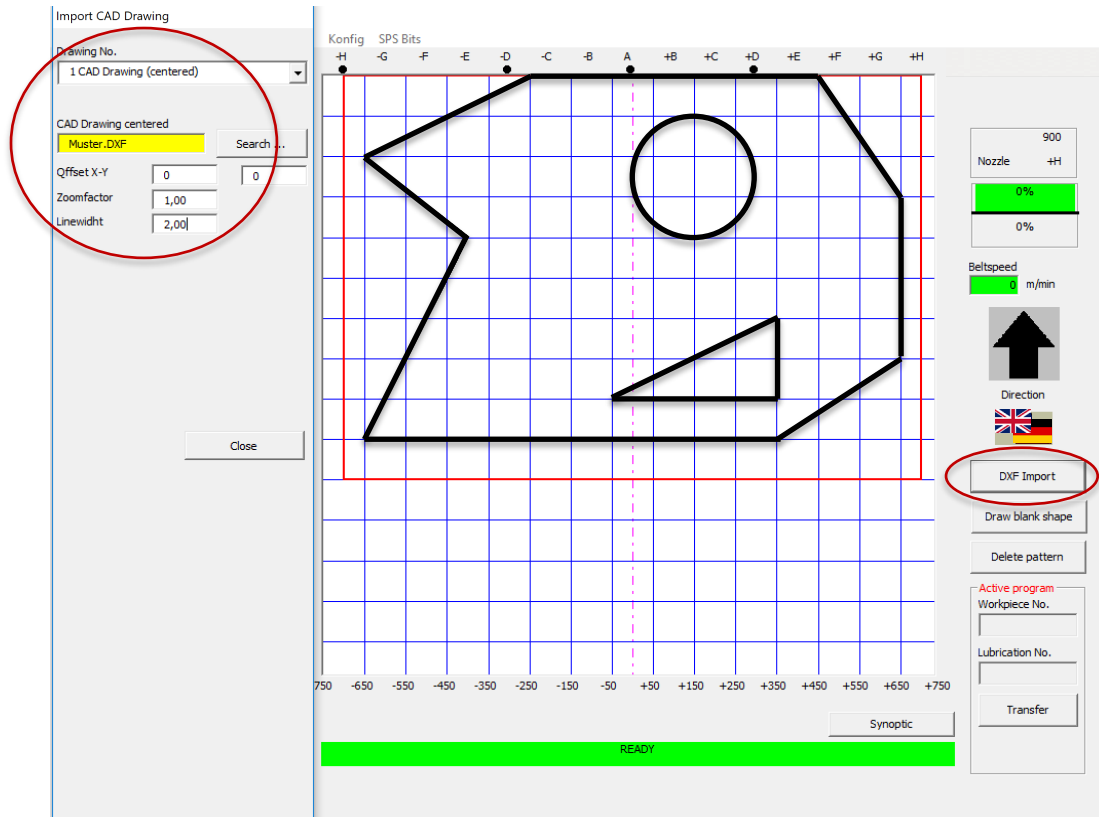 Import CAD Drawing
Drawing No.
1 CAD Drawing (centered)
CAD Drawing centered
Muster.DXF
Search ...
Offset X-Y
0
0
Zoomfactor
1,00
Linewidht
2,00
Close
Konfig SPS Bits
-H -G -F -E -D -C -B A +B +C +D +E +F +G +H
750 -650 -550 -450 -350 -250 -150 -50 +50 +150 +250 +350 +450 +550 +650 +750
Synoptic
READY
900
Nozzle +H
0%
0%
Beltspeed
0 m/min
Direction
DXF Import
Draw blank shape
Delete pattern
Active program
Workpiece No.
Lubrication No.
Transfer